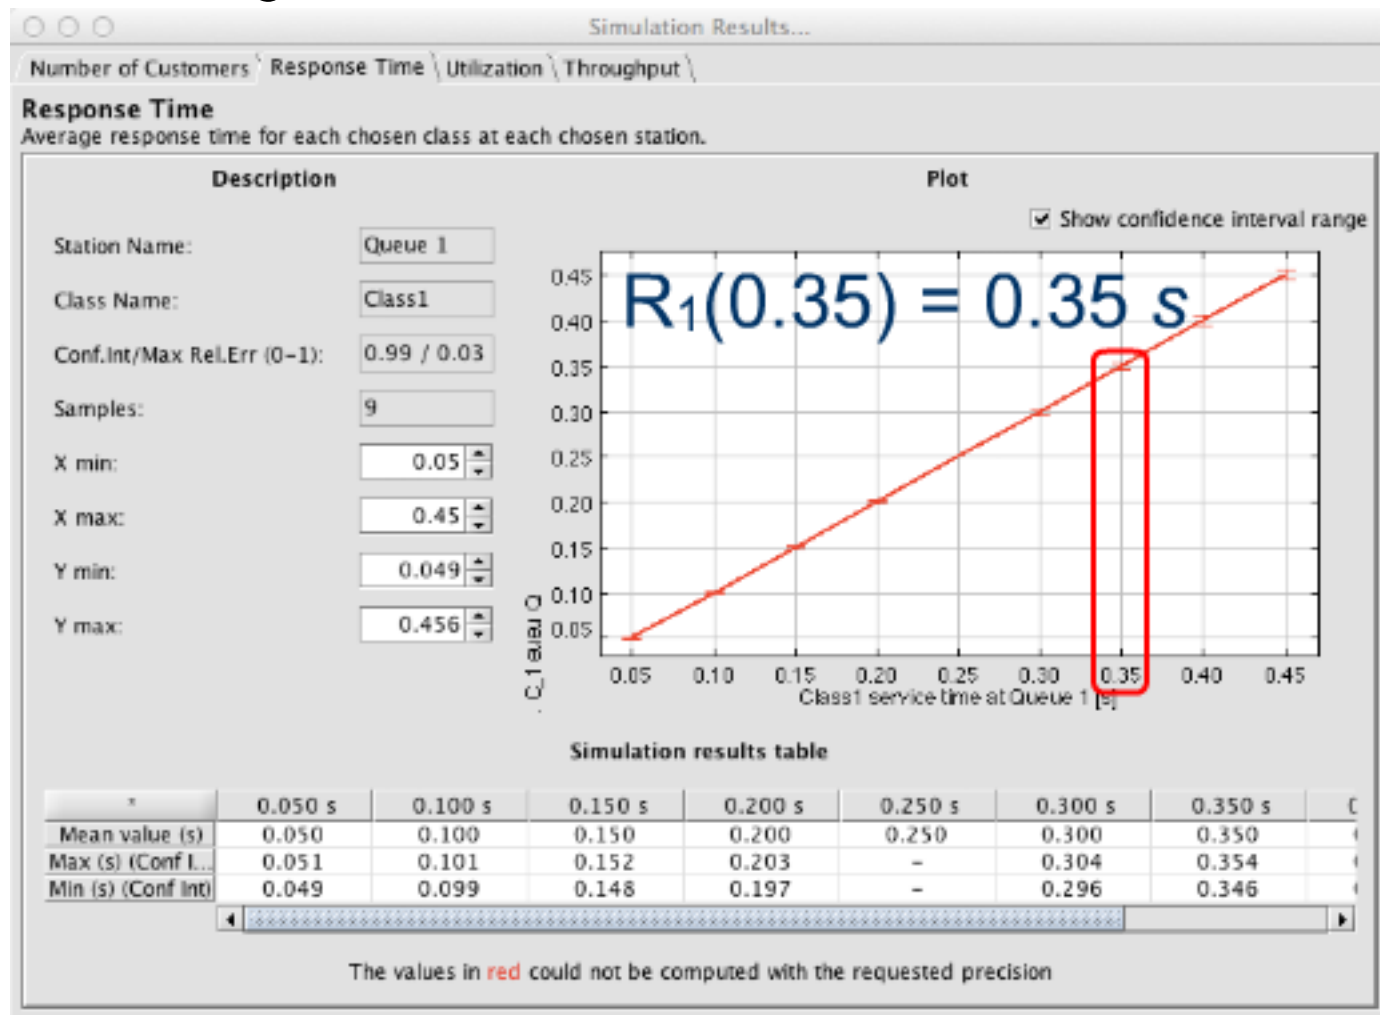 Simulation Results...
Number of Customers Response Time Utilization Throughput
Response Time
Average response time for each chosen class at each chosen station.
Description
Station Name: Queue 1
Class Name: Class1
Conf.Int/Max Rel.Err (0-1): 0.99 / 0.03
Samples: 9
X min: 0.05
X max: 0.45
Y min: 0.049
Y max: 0.456
Plot
Show confidence interval range
R1(0.35) = 0.35 s
0.45
0.40
0.35
0.30
0.25
0.20
0.15
0.10
0.05
0.05 0.10 0.15 0.20 0.25 0.30 0.35 0.40 0.45
Class1 service time at Queue 1 [s]
Simulation results table
* 0.050 s 0.100 s 0.150 s 0.200 s 0.250 s 0.300 s 0.350 s
Mean value (s) 0.050 0.100 0.150 0.200 0.250 0.300 0.350
Max (s) (Conf I... 0.051 0.101 0.152 0.203 - 0.304 0.354
Min (s) (Conf Int) 0.049 0.099 0.148 0.197 - 0.296 0.346
The values in red could not be computed with the requested precision